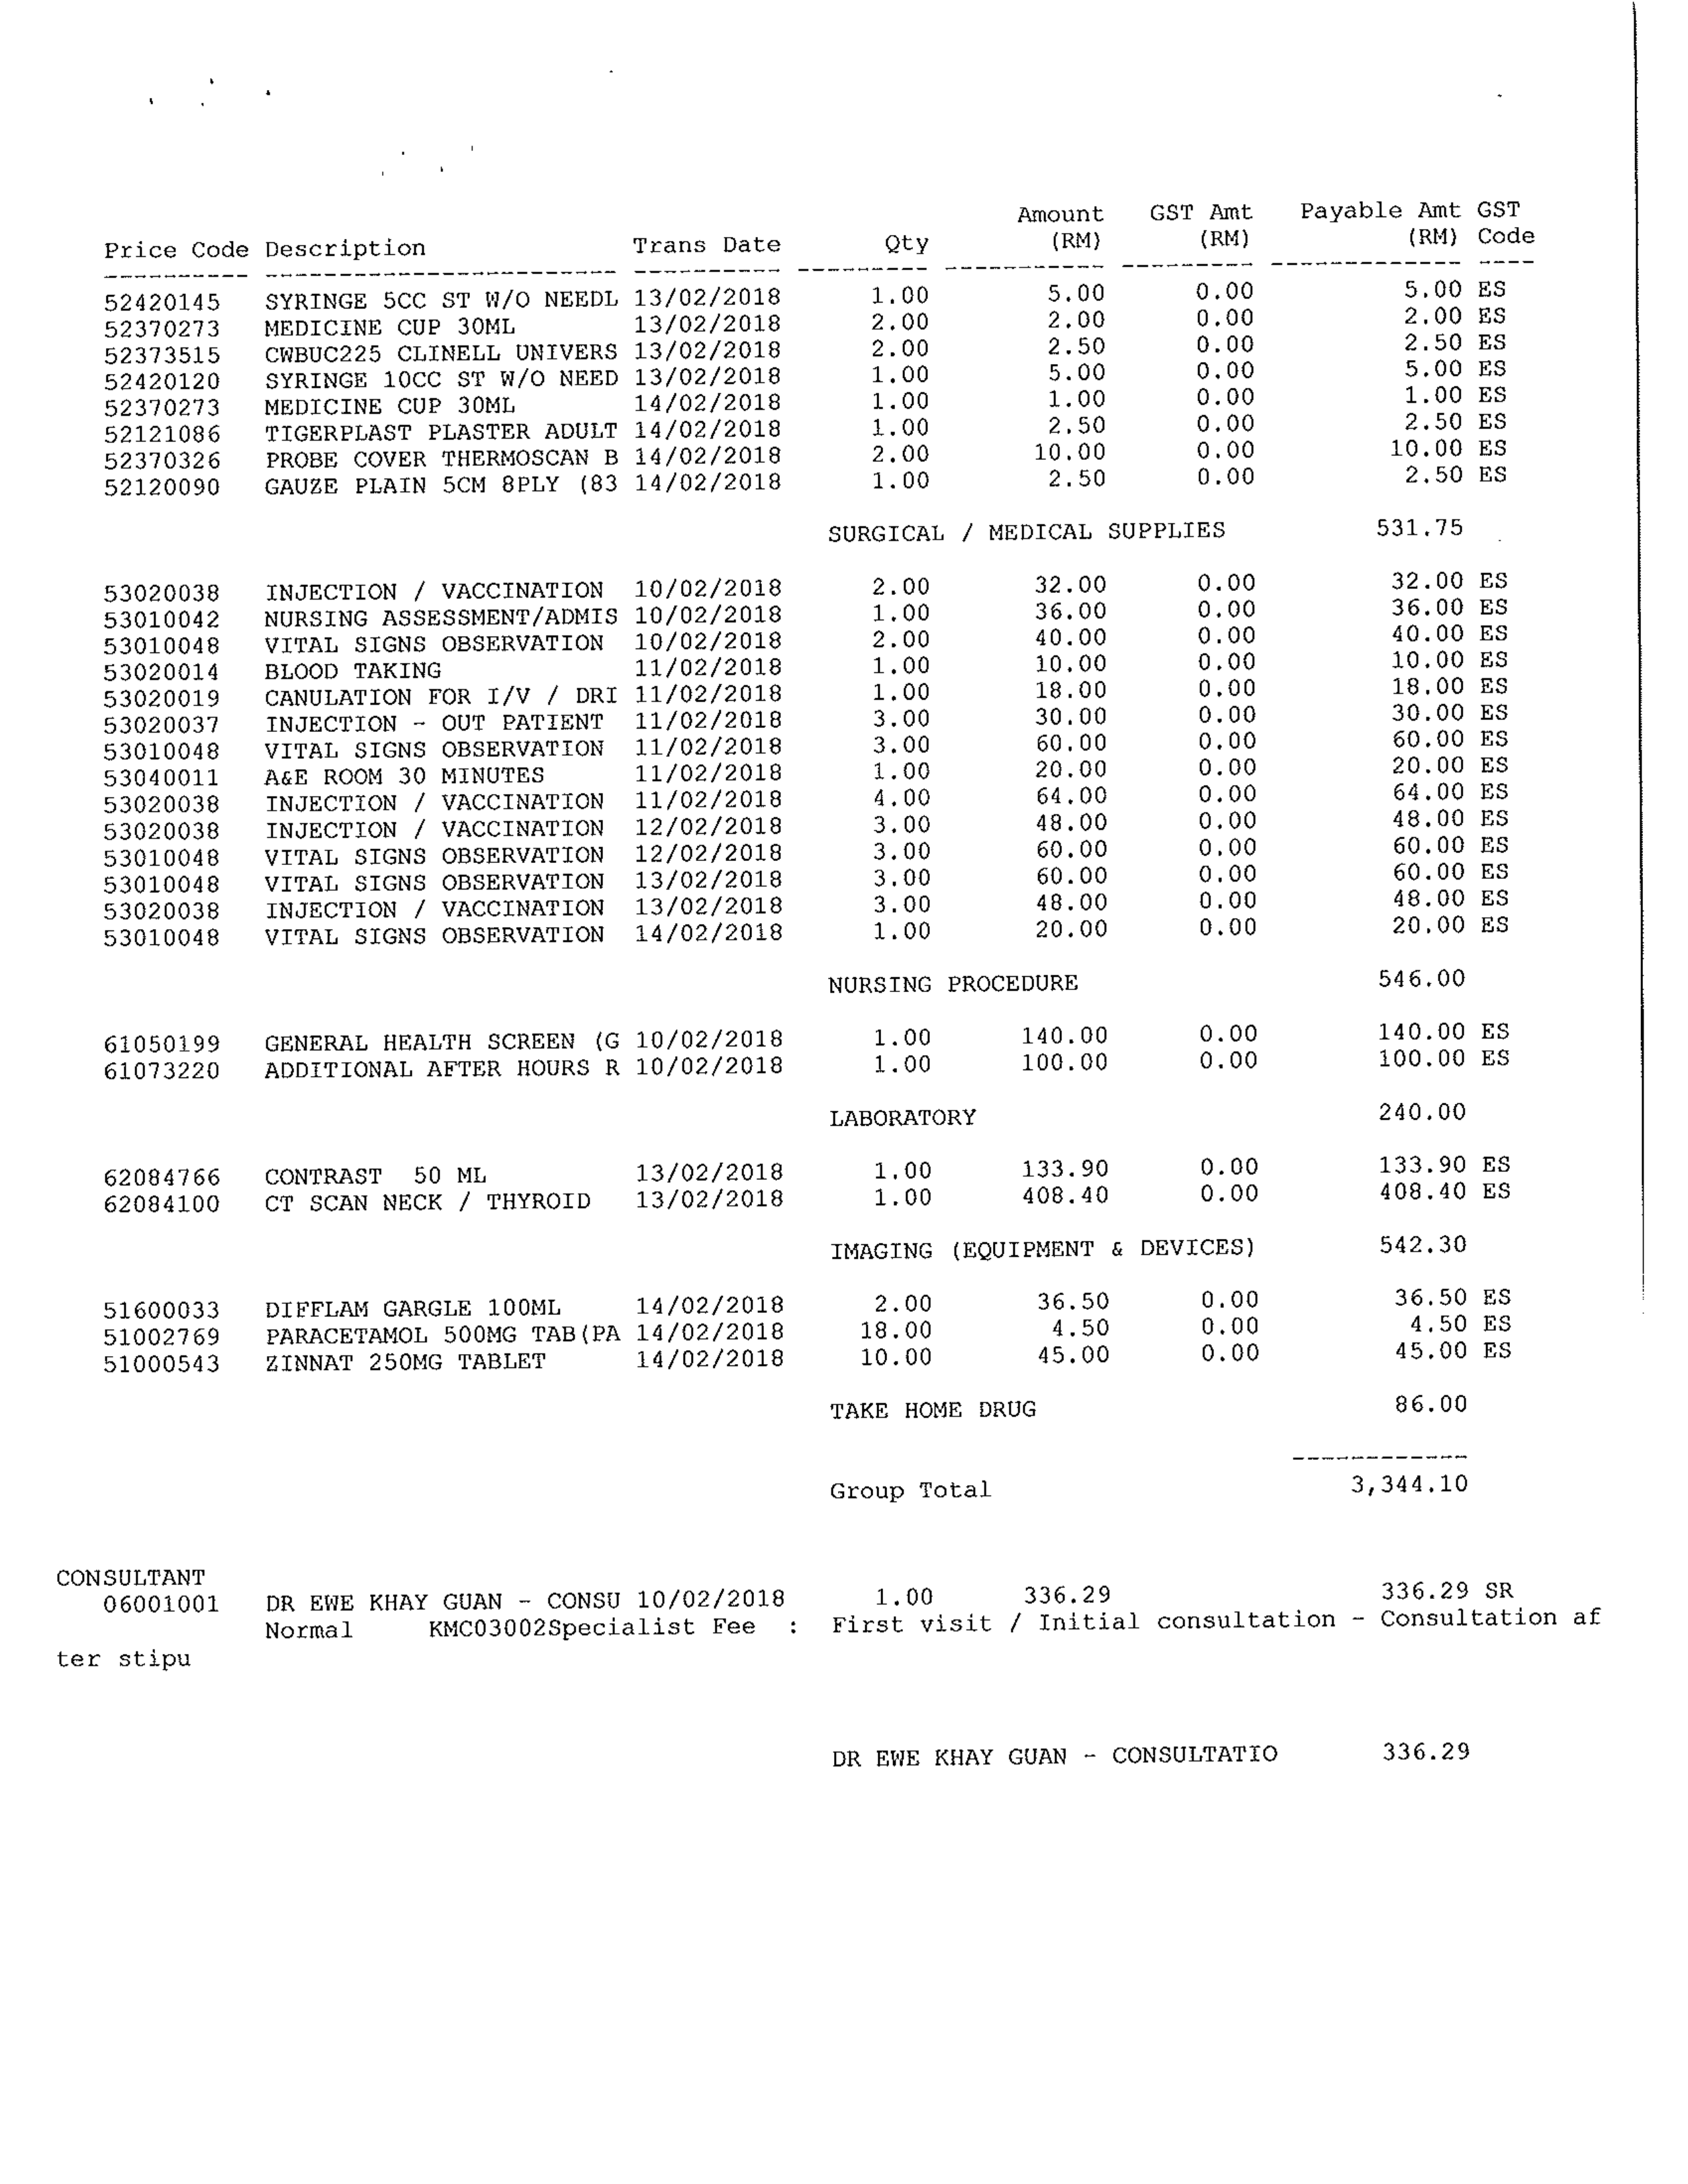 Amount GST Amt Payable Amt GST
Price Code Description Trans Date Qty (RM) (RM) (RM) Code
52420145 SYRINGE 5CC ST W/O NEEDL 13/02/2018 1.00 5.00 0.00 5.00 ES
52370273 MEDICINE CUP 30ML 13/02/2018 2.00 2.00 0.00 2.00 ES
52373515 CWBUC225 CLINELL UNIVERS 13/02/2018 2.00 2.50 0.00 2.50 ES
52420120 SYRINGE 10CC ST W/O NEED 13/02/2018 1.00 5.00 0.00 5.00 ES
52370273 MEDICINE CUP 30ML 14/02/2018 1.00 1.00 0.00 1.00 ES
52121086 TIGERPLAST PLASTER ADULT 14/02/2018 1.00 2.50 0.00 2.50 ES
52370326 PROBE COVER THERMOSCAN B 14/02/2018 2.00 10.00 0.00 10.00 ES
52120090 GAUZE PLAIN 5CM 8PLY (83 14/02/2018 1.00 2.50 0.00 2.50 ES
SURGICAL / MEDICAL SUPPLIES 531.75
53020038 INJECTION / VACCINATION 10/02/2018 2.00 32.00 0.00 32.00 ES
53010042 NURSING ASSESSMENT/ADMIS 10/02/2018 1.00 36.00 0.00 36.00 ES
53010048 VITAL SIGNS OBSERVATION 10/02/2018 2.00 40.00 0.00 40.00 ES
53020014 BLOOD TAKING 11/02/2018 1.00 10.00 0.00 10.00 ES
53020019 CANULATION FOR I/V / DRI 11/02/2018 1.00 18.00 0.00 18.00 ES
53020037 INJECTION - OUT PATIENT 11/02/2018 3.00 30.00 0.00 30.00 ES
53010048 VITAL SIGNS OBSERVATION 11/02/2018 3.00 60.00 0.00 60.00 ES
53040011 A&E ROOM 30 MINUTES 11/02/2018 1.00 20.00 0.00 20.00 ES
53020038 INJECTION / VACCINATION 11/02/2018 4.00 64.00 0.00 64.00 ES
53020038 INJECTION / VACCINATION 12/02/2018 3.00 48.00 0.00 48.00 ES
53010048 VITAL SIGNS OBSERVATION 12/02/2018 3.00 60.00 0.00 60.00 ES
53010048 VITAL SIGNS OBSERVATION 13/02/2018 3.00 60.00 0.00 60.00 ES
53020038 INJECTION / VACCINATION 13/02/2018 3.00 48.00 0.00 48.00 ES
53010048 VITAL SIGNS OBSERVATION 14/02/2018 1.00 20.00 0.00 20.00 ES
NURSING PROCEDURE 546.00
61050199 GENERAL HEALTH SCREEN (G 10/02/2018 1.00 140.00 0.00 140.00 ES
61073220 ADDITIONAL AFTER HOURS R 10/02/2018 1.00 100.00 0.00 100.00 ES
LABORATORY 240.00
62084766 CONTRAST 50 ML 13/02/2018 1.00 133.90 0.00 133.90 ES
62084100 CT SCAN NECK / THYROID 13/02/2018 1.00 408.40 0.00 408.40 ES
IMAGING (EQUIPMENT & DEVICES) 542.30
51600033 DIFFLAM GARGLE 100ML 14/02/2018 2.00 36.50 0.00 36.50 ES
51002769 PARACETAMOL 500MG TAB(PA 14/02/2018 18.00 4.50 0.00 4.50 ES
51000543 ZINNAT 250MG TABLET 14/02/2018 10.00 45.00 0.00 45.00 ES
TAKE HOME DRUG 86.00
Group Total 3,344.10
CONSULTANT
06001001 DR EWE KHAY GUAN - CONSU 10/02/2018 1.00 336.29 336.29 SR
Normal KMC03002Specialist Fee : First visit / Initial consultation - Consultation af
ter stipu
DR EWE KHAY GUAN - CONSULTATIO 336.29